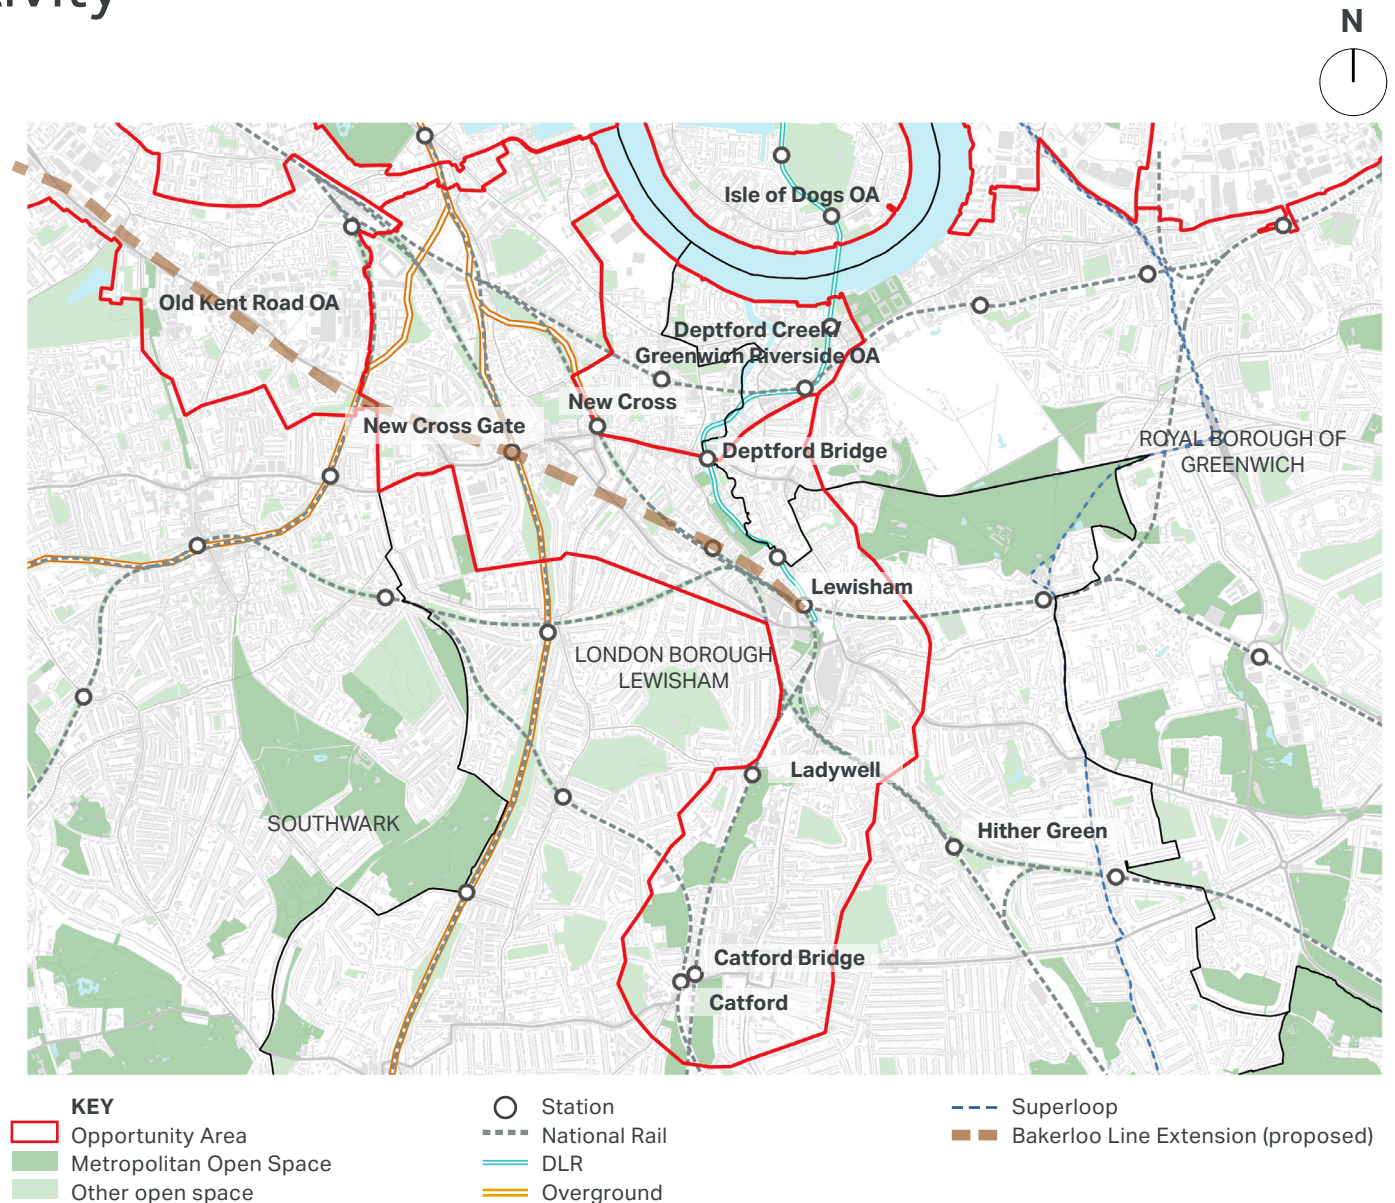 N
Isle of Dogs OA
Old Kent Road OA
Deptford Creek/
Greenwich Riverside OA
New Cross
New Cross Gate
Deptford Bridge
ROYAL BOROUGH OF
GREENWICH
Lewisham
LONDON BOROUGH
LEWISHAM
Ladywell
SOUTHWARK
Hither Green
Catford Bridge
Catford
KEY
Opportunity Area
Metropolitan Open Space
Other open space
Station
National Rail
DLR
Overground
Superloop
Bakerloo Line Extension (proposed)